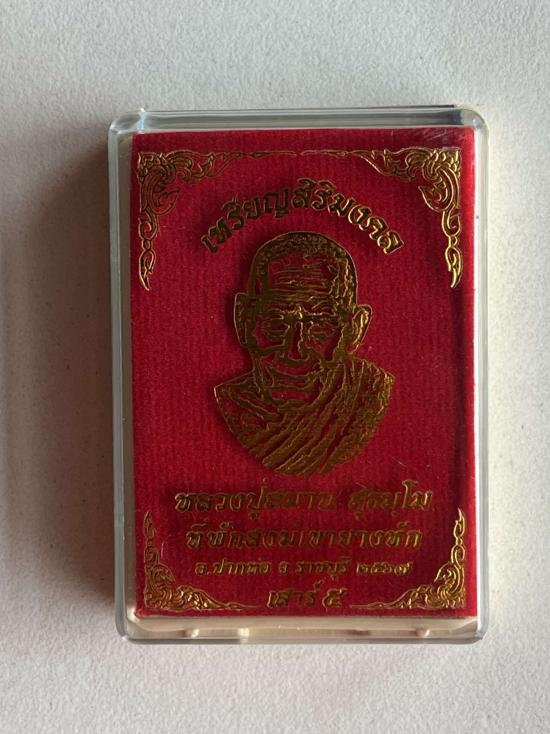 เหรียญสิริมงคล
หลวงปู่สมาน สุธมฺโม
ที่พักสงฆ์เขายางหัก
อ.ปากท่อ จ.ราชบุรี ๒๕๖๗
เสาร์ ๕